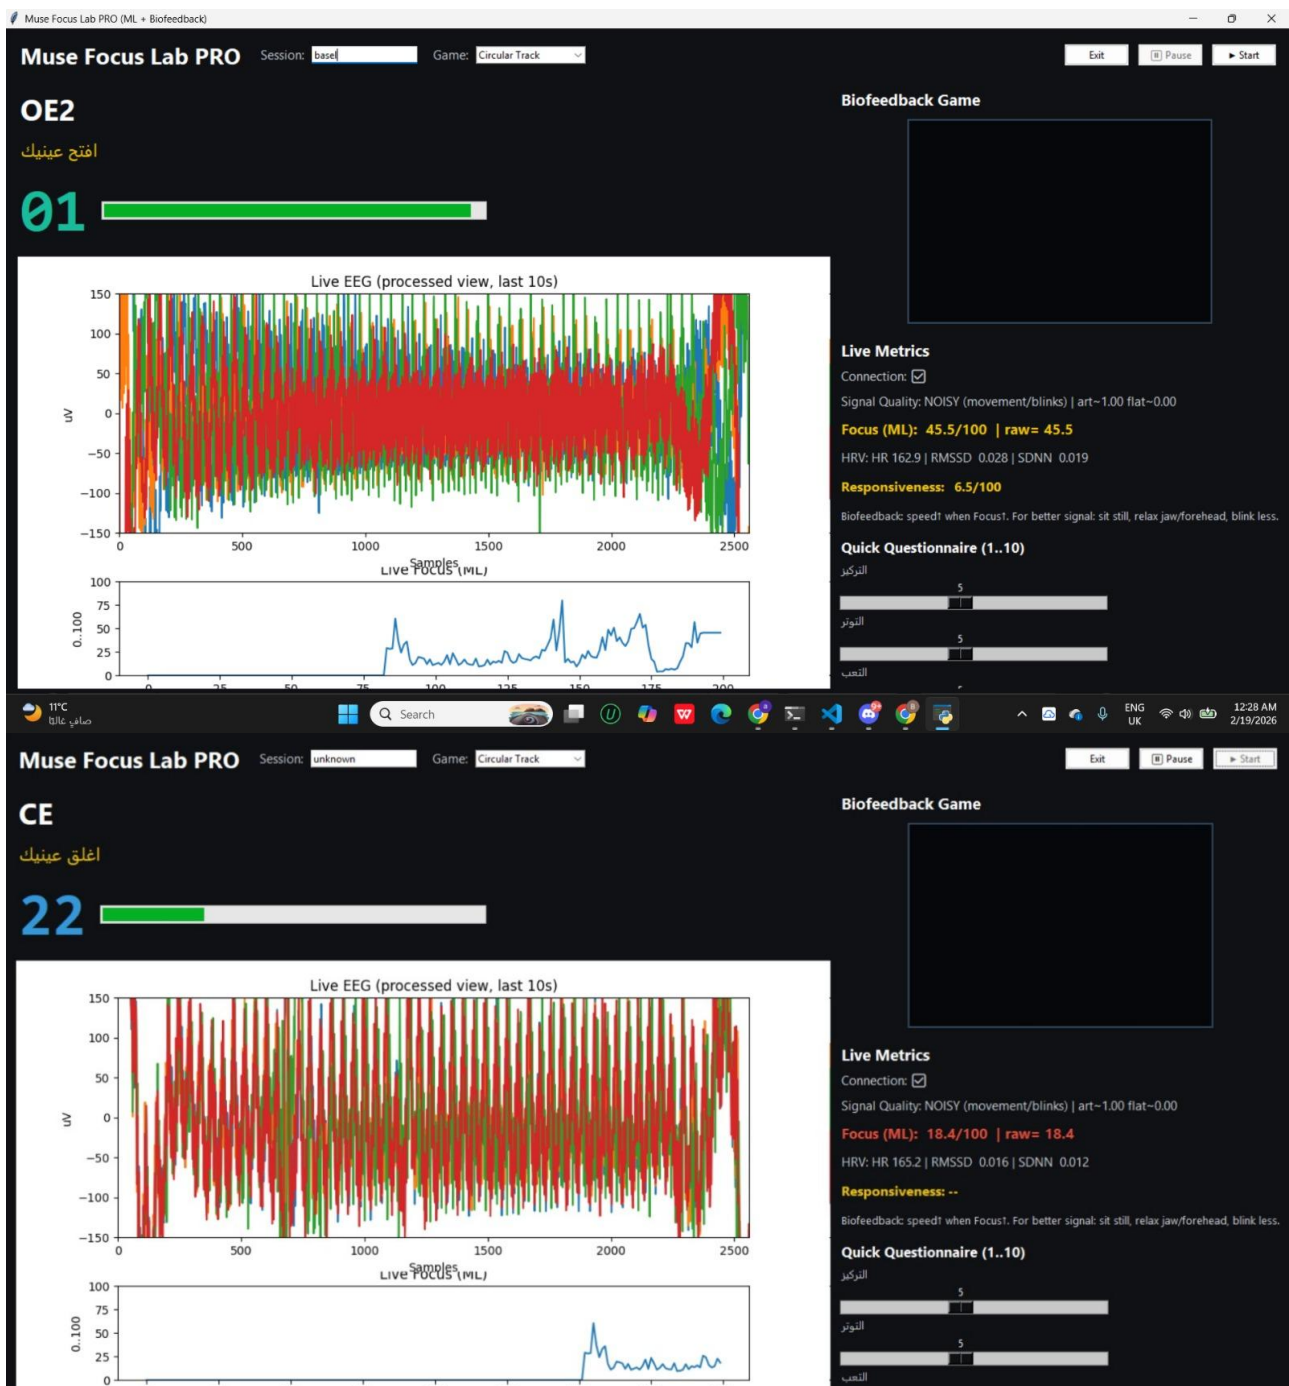 Muse Focus Lab PRO (ML + Biofeedback)
Muse Focus Lab PRO Session: basel Game: Circular Track Exit Pause Start
OE2
افتح عينيك
01
Live EEG (processed view, last 10s)
150
100
50
0
−50
−100
−150
uV
0 500 1000 1500 2000 2500
Samples
Live Focus (ML)
100
75
50
25
0
0..100
0 25 50 75 100 125 150 175 200
Biofeedback Game
Live Metrics
Connection:
Signal Quality: NOISY (movement/blinks) | art~1.00 flat~0.00
Focus (ML): 45.5/100 | raw= 45.5
HRV: HR 162.9 | RMSSD 0.028 | SDNN 0.019
Responsiveness: 6.5/100
Biofeedback: speed↑ when Focus↑. For better signal: sit still, relax jaw/forehead, blink less.
Quick Questionnaire (1..10)
التركيز
5
التوتر
5
التعب
11°C
صافي غالبًا
Search
ENG
UK
12:28 AM
2/19/2026
Muse Focus Lab PRO Session: unknown Game: Circular Track Exit Pause Start
CE
اغلق عينيك
22
Live EEG (processed view, last 10s)
150
100
50
0
−50
−100
−150
uV
0 500 1000 1500 2000 2500
Samples
Live Focus (ML)
100
75
50
25
0
0..100
Biofeedback Game
Live Metrics
Connection:
Signal Quality: NOISY (movement/blinks) | art~1.00 flat~0.00
Focus (ML): 18.4/100 | raw= 18.4
HRV: HR 165.2 | RMSSD 0.016 | SDNN 0.012
Responsiveness: --
Biofeedback: speed↑ when Focus↑. For better signal: sit still, relax jaw/forehead, blink less.
Quick Questionnaire (1..10)
التركيز
5
التوتر
5
التعب